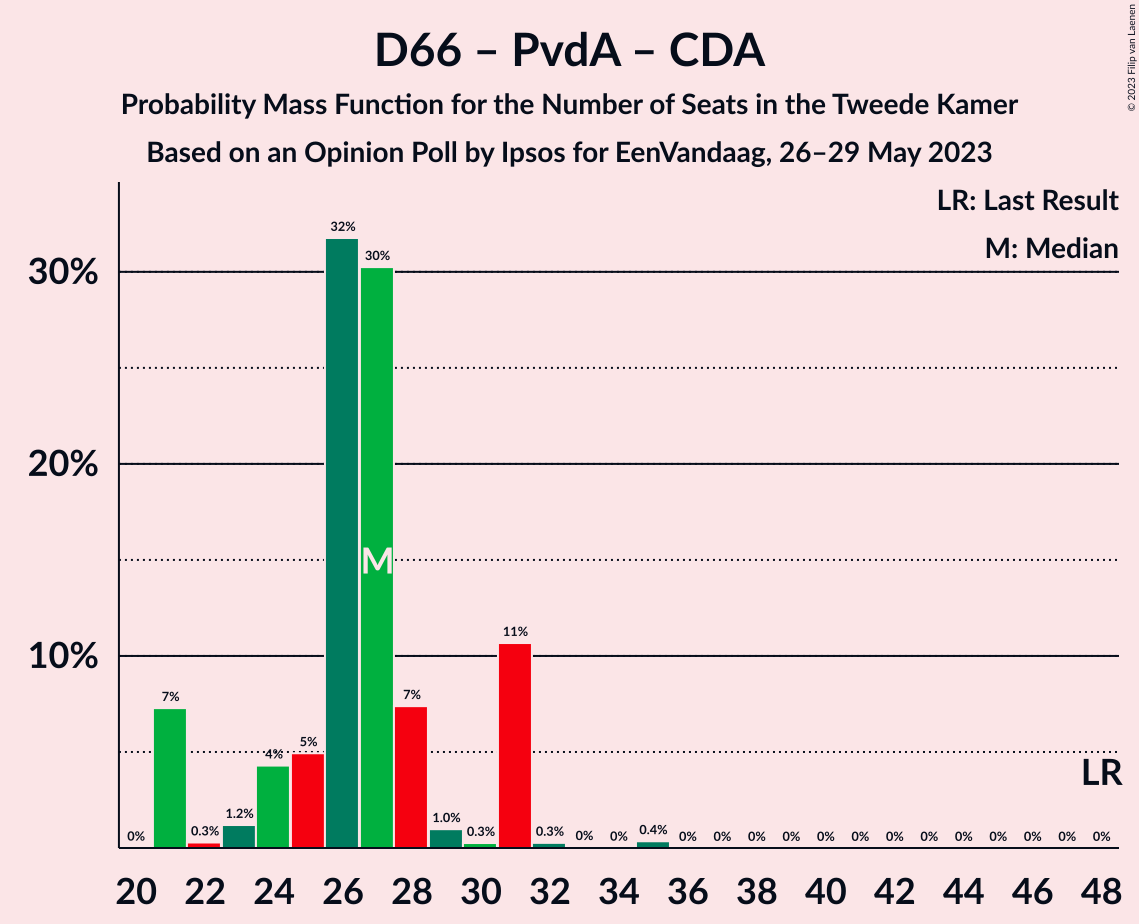 D66 – PvdA – CDA
Probability Mass Function for the Number of Seats in the Tweede Kamer
Based on an Opinion Poll by Ipsos for EenVandaag, 26–29 May 2023
© 2023 Filip van Laenen
LR: Last Result
M: Median
30%
20%
10%
0% 7% 0.3% 1.2% 4% 5% 32% 30% 7% 1.0% 0.3% 11% 0.3% 0% 0% 0.4% 0% 0% 0% 0% 0% 0% 0% 0% 0% 0% 0% 0% 0%
M
LR
20 22 24 26 28 30 32 34 36 38 40 42 44 46 48